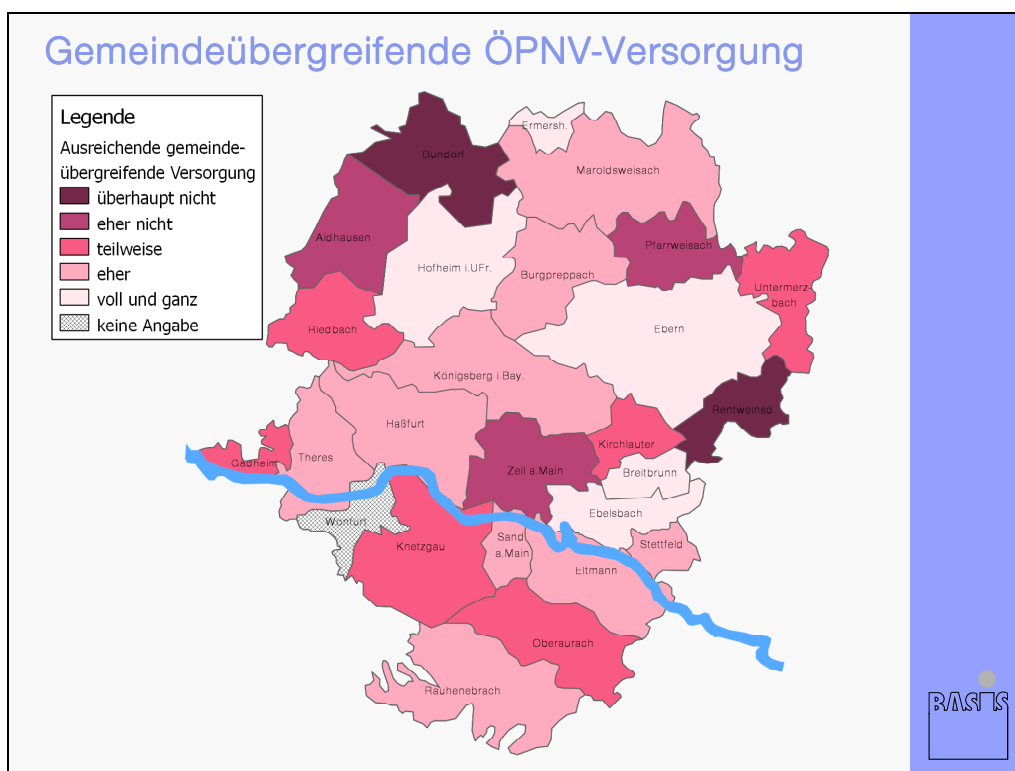 Gemeindeübergreifende ÖPNV-Versorgung
Legende
Ausreichende gemeinde-
übergreifende Versorgung
überhaupt nicht
eher nicht
teilweise
eher
voll und ganz
keine Angabe
Ermersh.
Dundorf
Maroldsweisach
Aidhausen
Pfarrweisach
Hofheim i.UFr.
Burgpreppach
Untermerz-
bach
Riedbach
Ebern
Königsberg i.Bay.
Rentweinsd.
Haßfurt
Kirchlauter
Theres
Gädheim
Zeil a.Main
Breitbrunn
Ebelsbach
Wonfurt
Knetzgau
Sand
a.Main
Stettfeld
Eltmann
Oberaurach
Rauhenebrach
BASIS